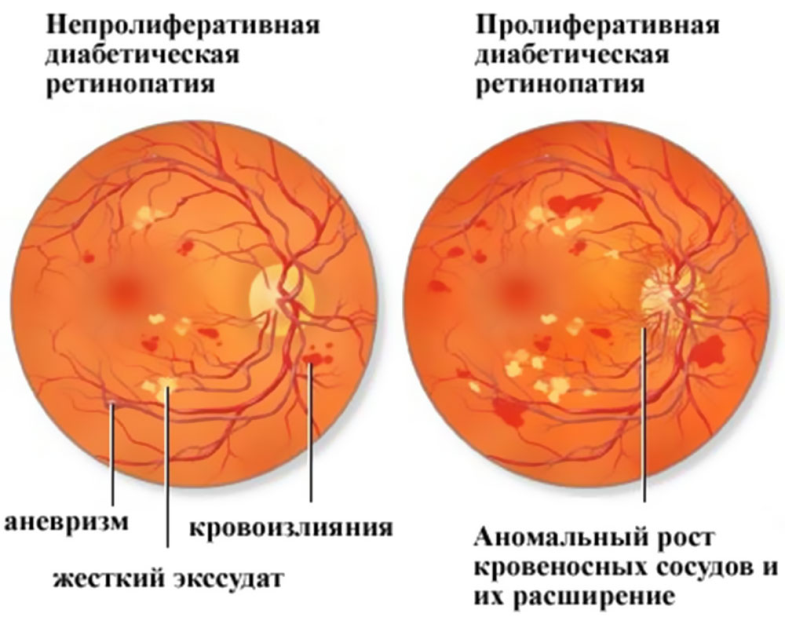 Непролиферативная
диабетическая
ретинопатия
Пролиферативная
диабетическая
ретинопатия
аневризм
кровоизлияния
жесткий экссудат
Аномальный рост
кровеносных сосудов и
их расширение